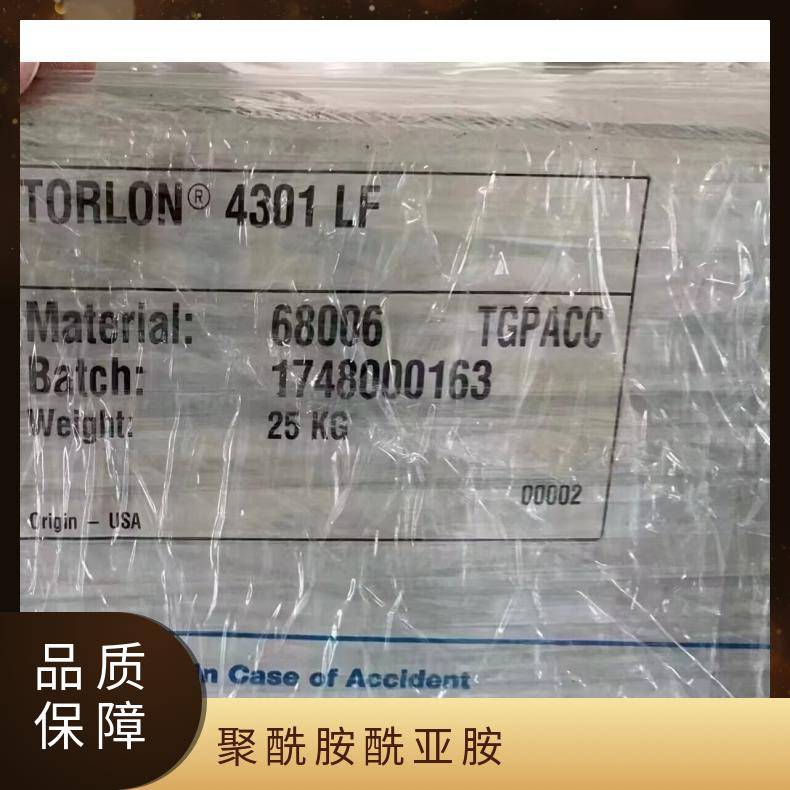 TORLON® 4301 LF
Material: 68006 TGPACC
Batch: 1748000163
Weight: 25 KG
00002
Origin – USA
In Case of Accident
品质
保障
聚酰胺酰亚胺